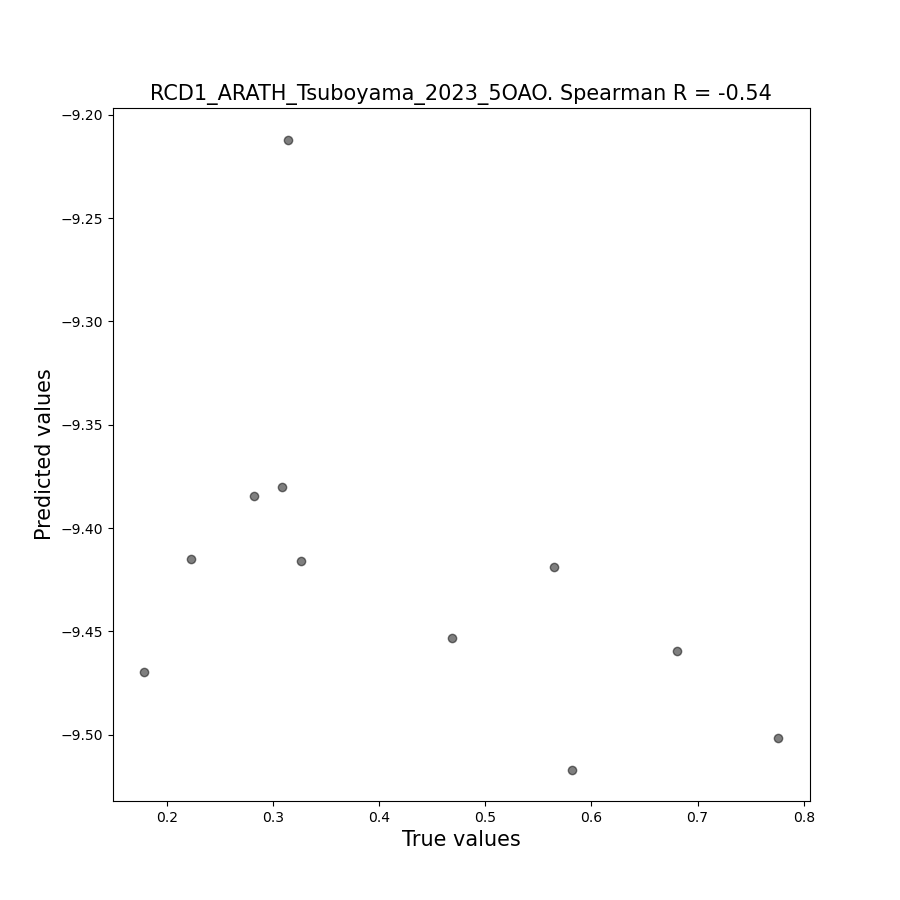 RCD1_ARATH_Tsuboyama_2023_5OAO. Spearman R = -0.54
−9.20
−9.25
−9.30
−9.35
−9.40
−9.45
−9.50
Predicted values
0.2 0.3 0.4 0.5 0.6 0.7 0.8
True values